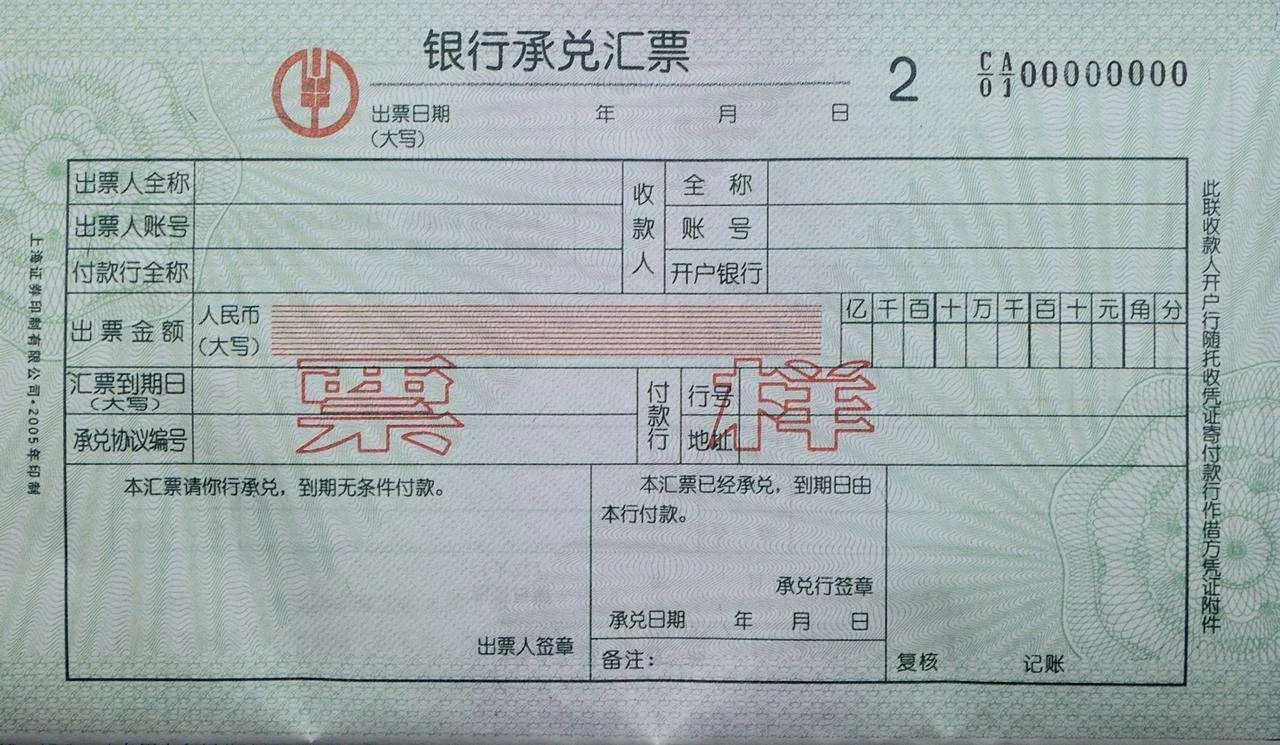 银行承兑汇票
2
C A
0 1 00000000
出票日期 年 月 日
(大写)
出票人全称
出票人账号
付款行全称
收款人
全 称
账 号
开户银行
出票金额
人民币
(大写)
亿 千 百 十 万 千 百 十 元 角 分
汇票到期日
(大写)
承兑协议编号
付款行
行号
地址
票 样
本汇票请你行承兑，到期无条件付款。
出票人签章
本汇票已经承兑，到期日由
本行付款。
承兑行签章
承兑日期 年 月 日
备注：
复核 记账
此联收款人开户行随托收凭证寄付款行作借方凭证附件
上海证券印制有限公司·2005年印制